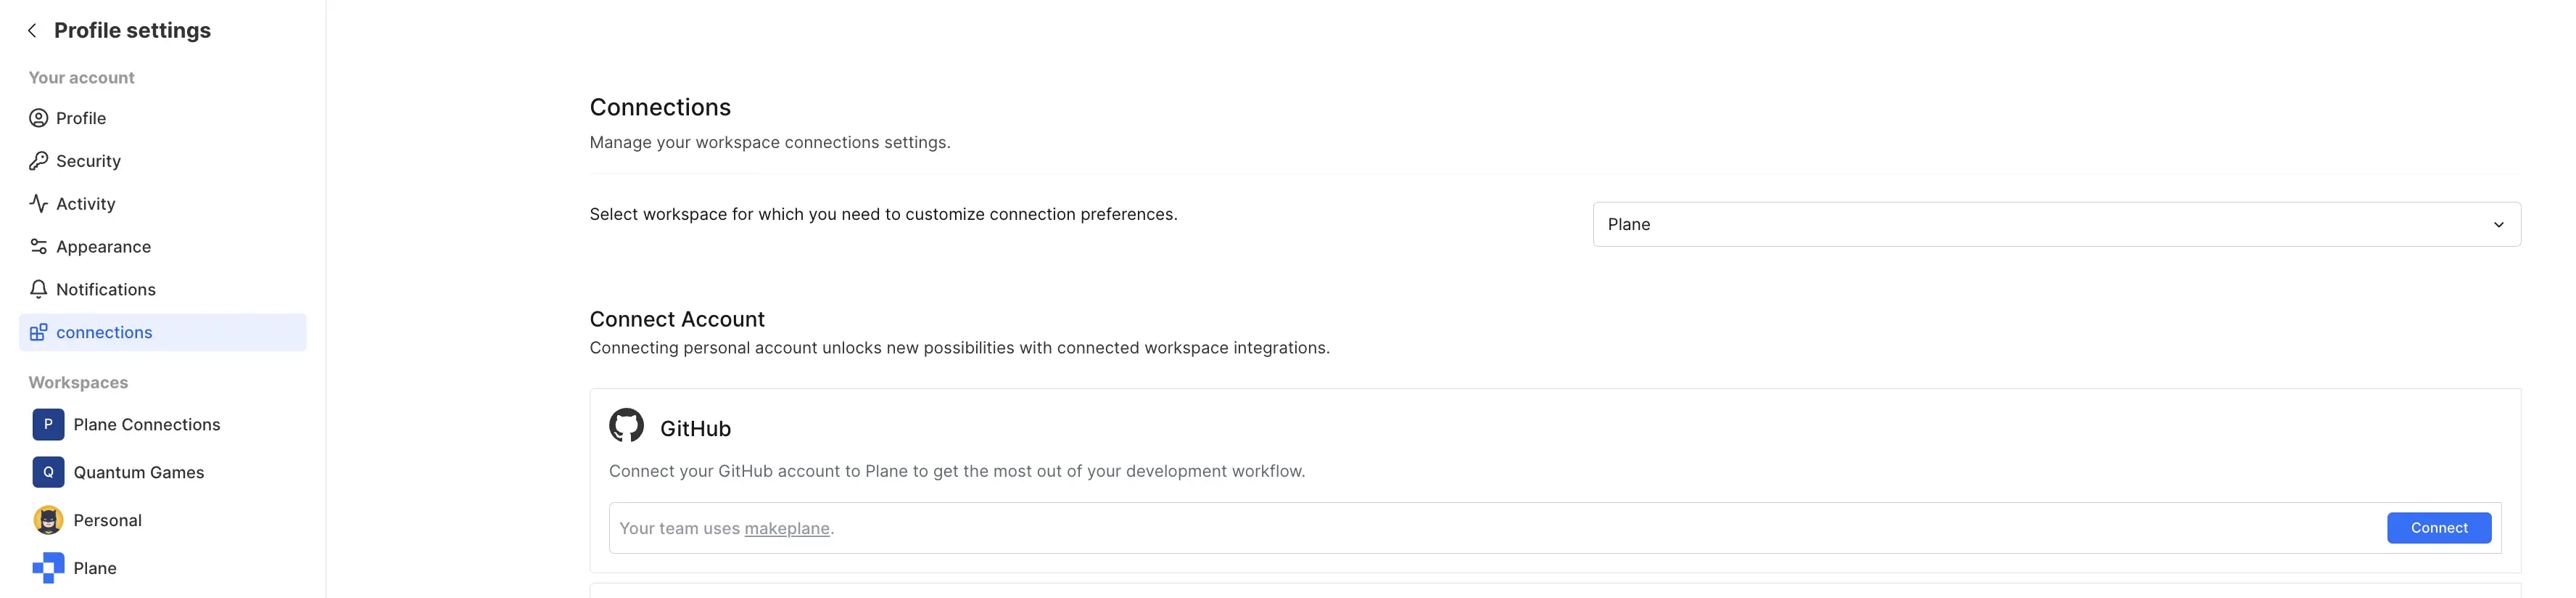 Profile settings
Your account
Profile
Security
Activity
Appearance
Notifications
connections
Workspaces
P Plane Connections
Q Quantum Games
Personal
Plane
Connections
Manage your workspace connections settings.
Select workspace for which you need to customize connection preferences.
Plane
Connect Account
Connecting personal account unlocks new possibilities with connected workspace integrations.
GitHub
Connect your GitHub account to Plane to get the most out of your development workflow.
Your team uses makeplane.
Connect